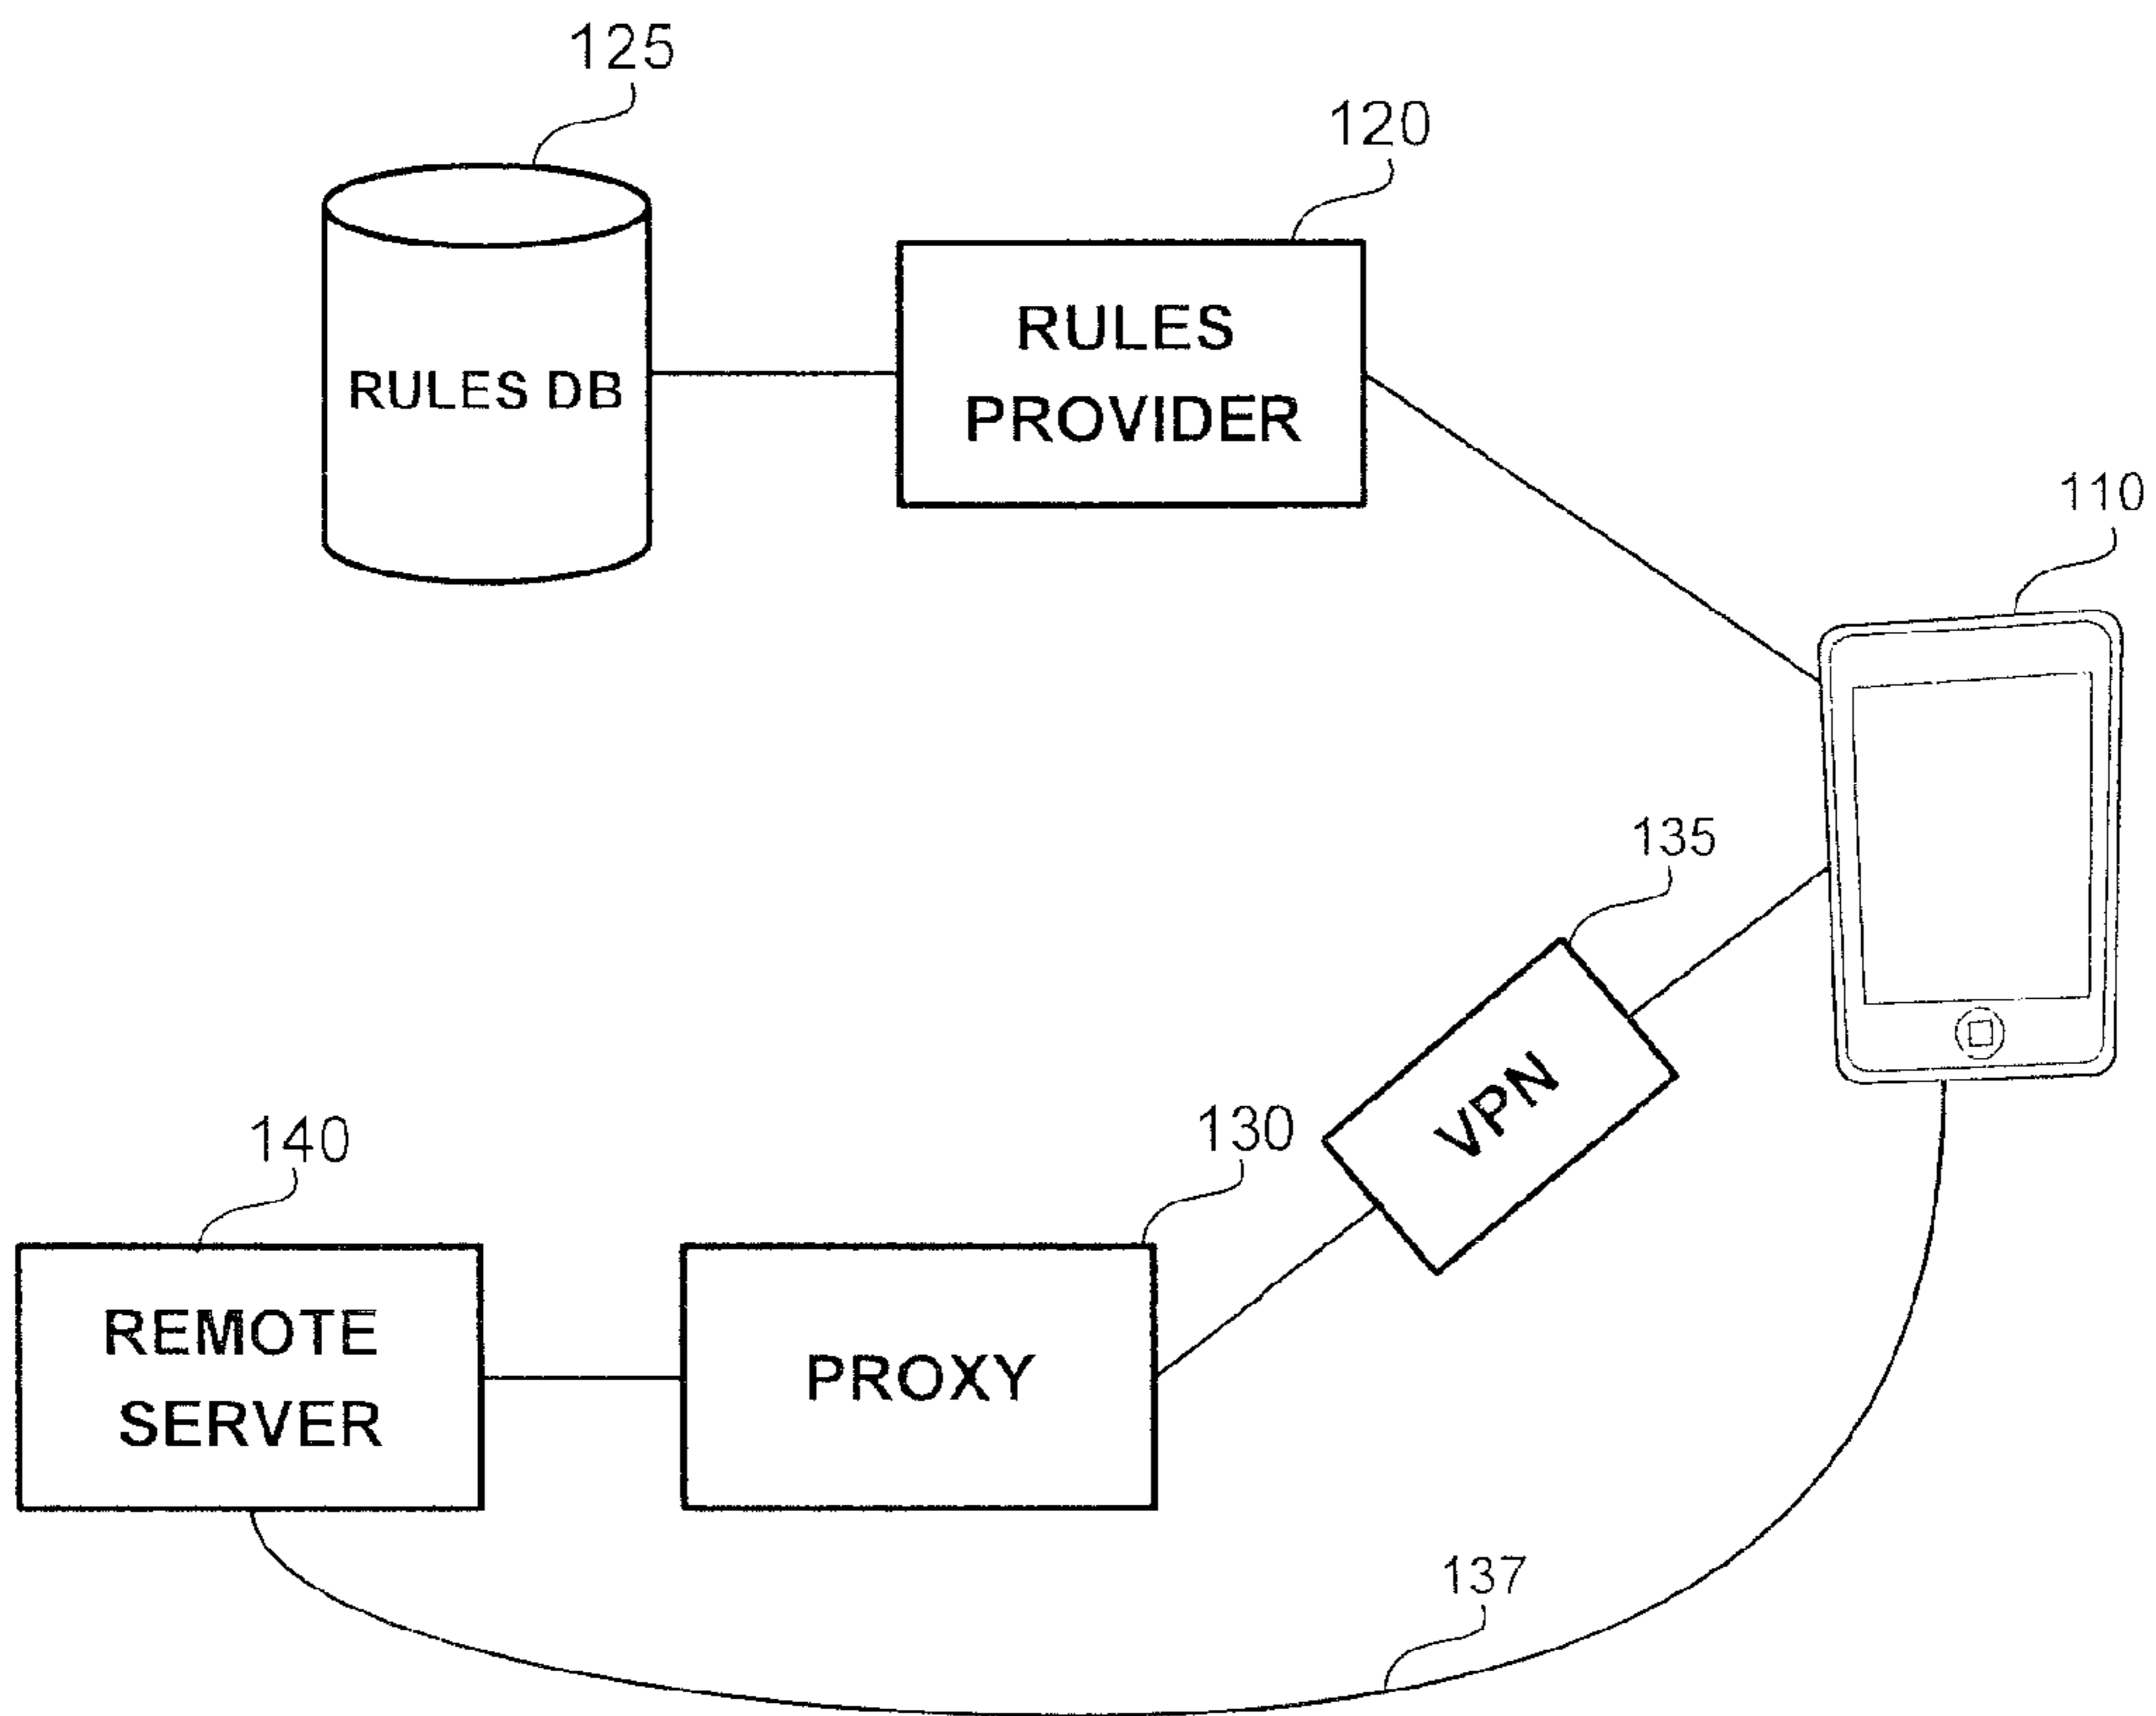 125
120
RULES DB
RULES
PROVIDER
110
135
VPN
140
130
REMOTE
SERVER
PROXY
137